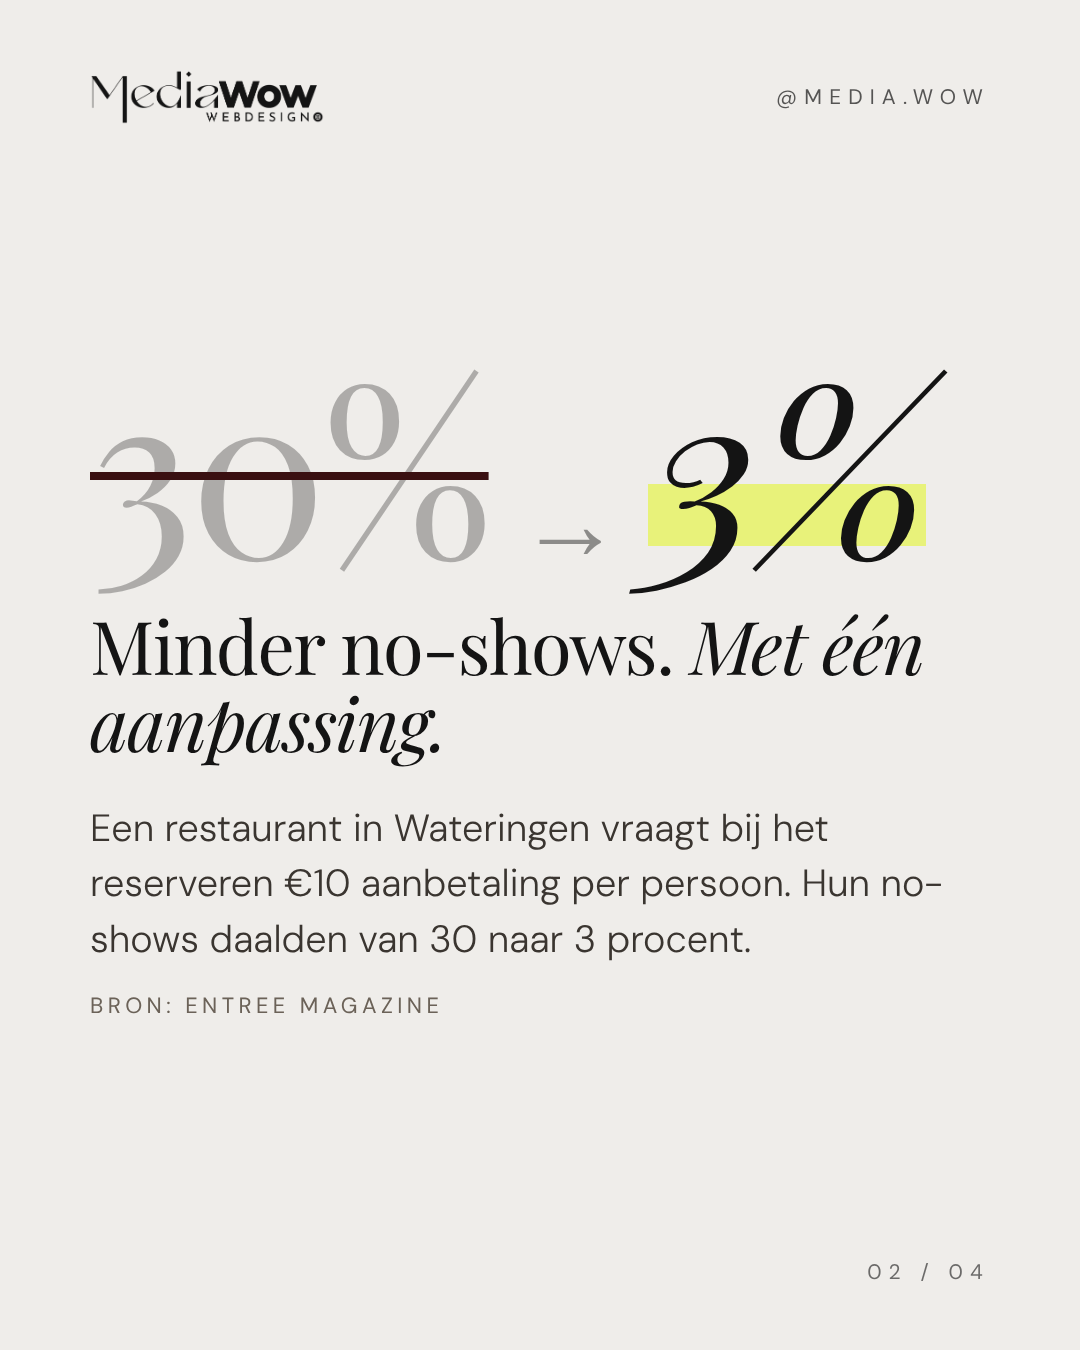 MediaWow
WEBDESIGN
@MEDIA.WOW
30% → 3%
Minder no-shows. Met één
aanpassing.
Een restaurant in Wateringen vraagt bij het
reserveren €10 aanbetaling per persoon. Hun no-
shows daalden van 30 naar 3 procent.
BRON: ENTREE MAGAZINE
02 / 04